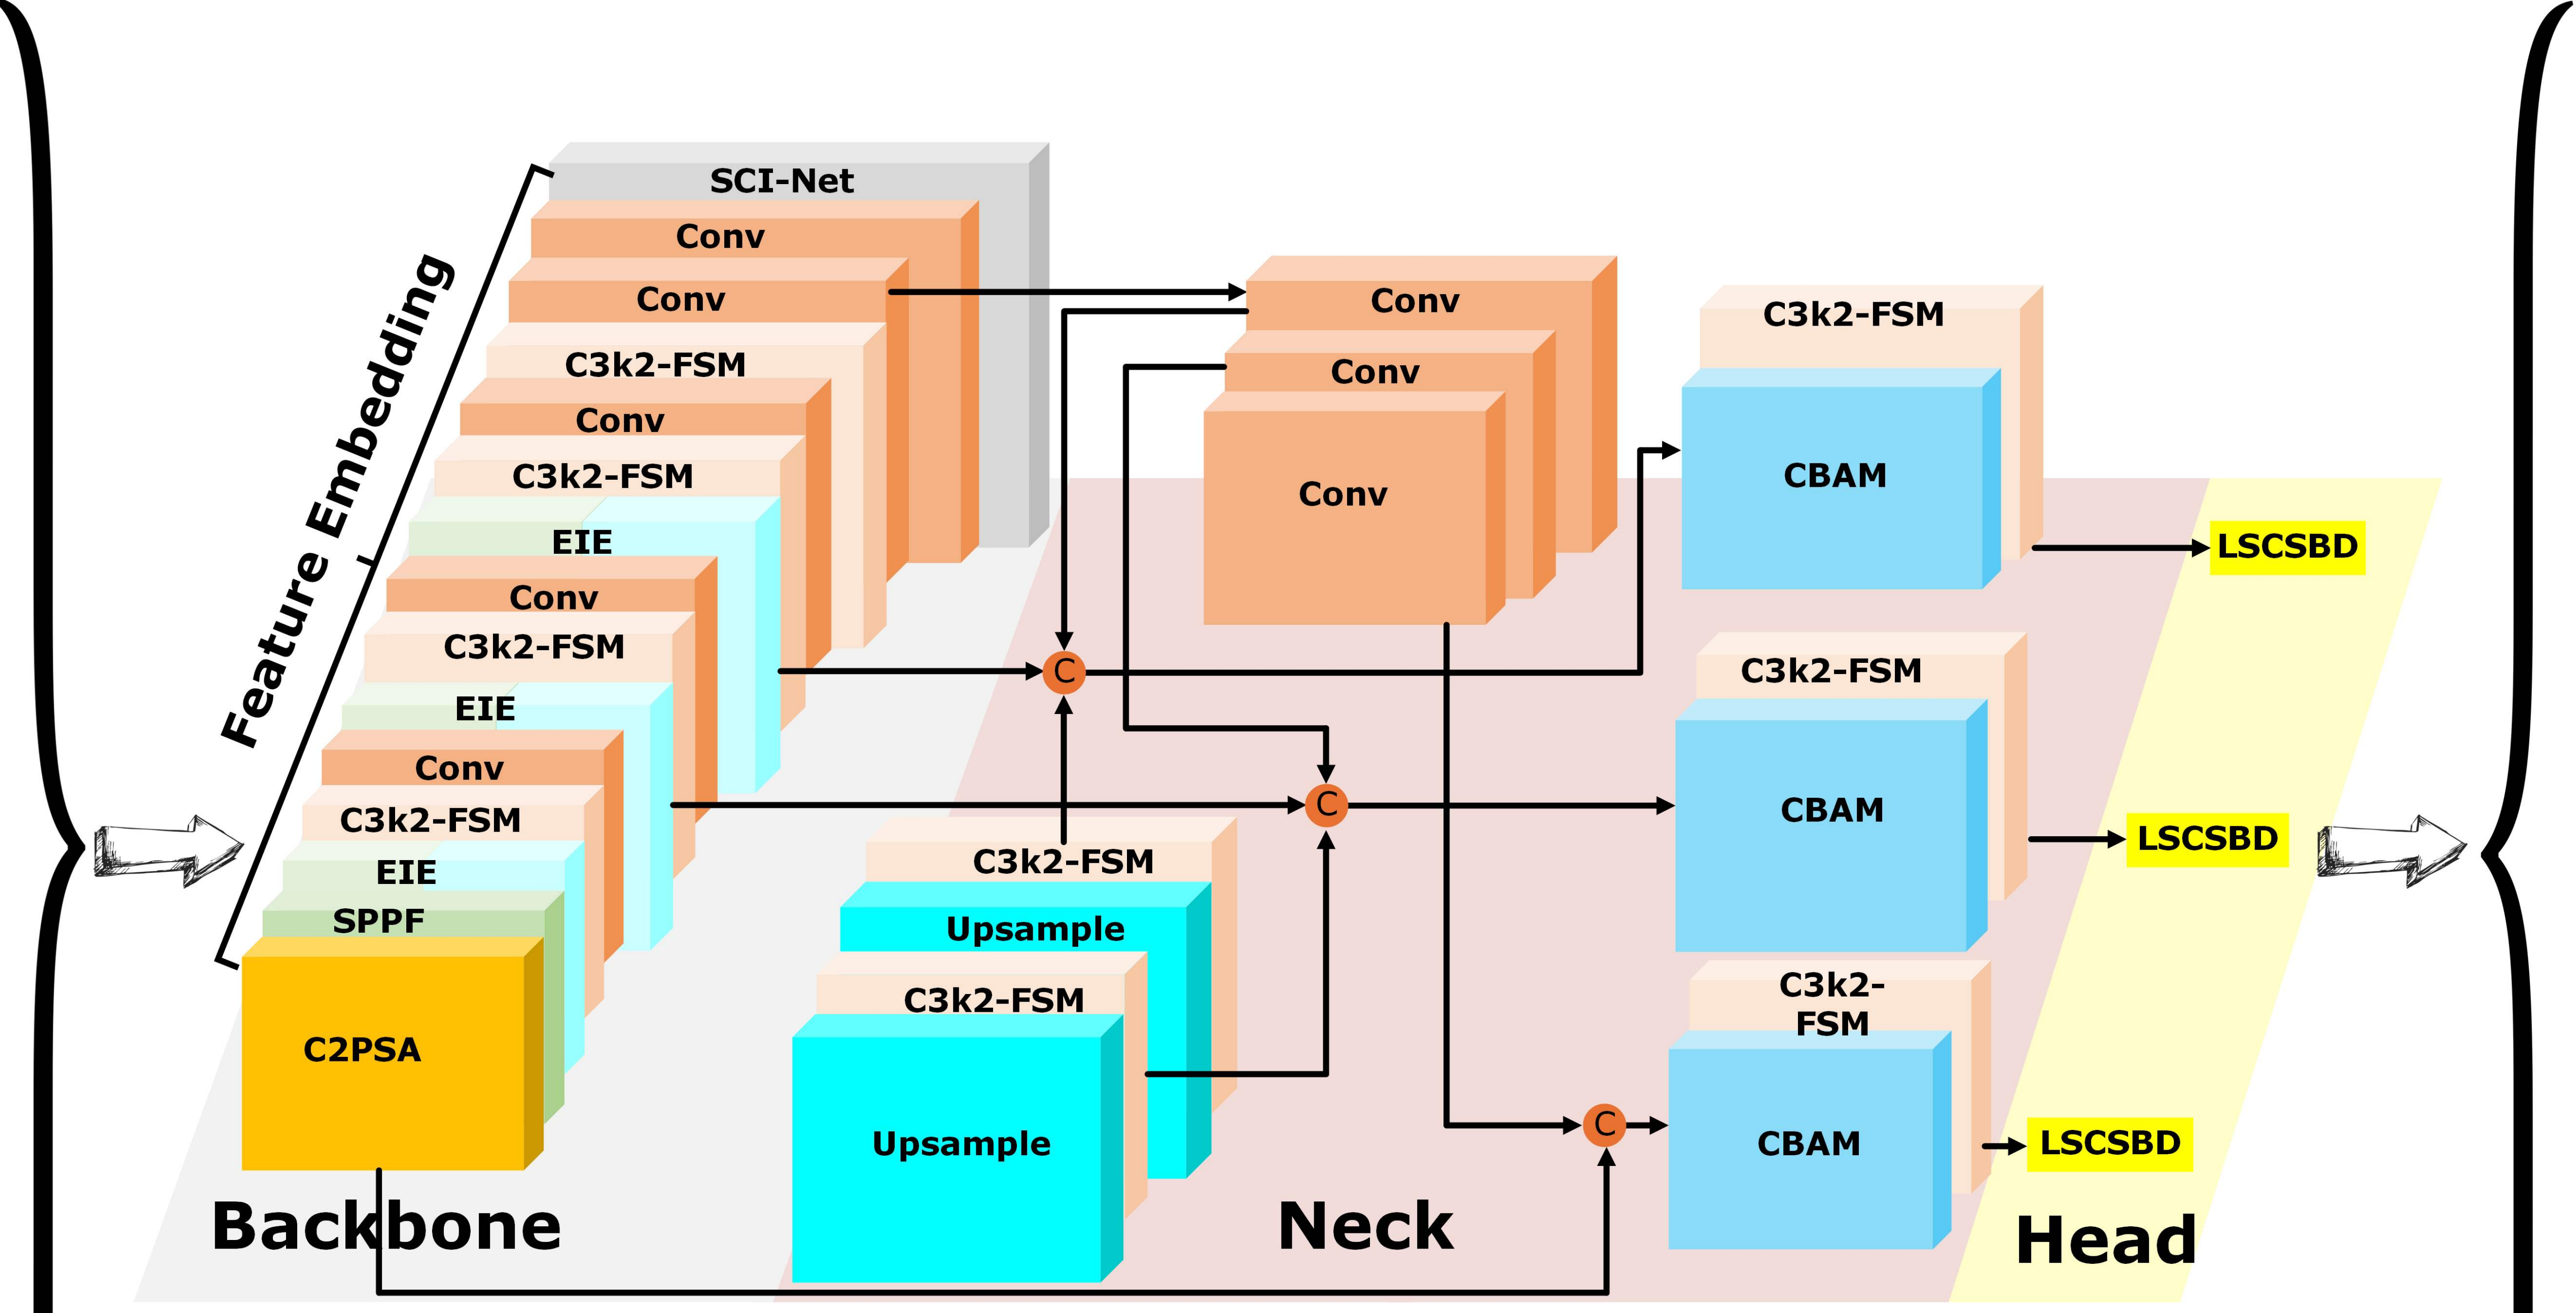 Feature Embedding
SCI-Net
Conv
Conv
C3k2-FSM
Conv
C3k2-FSM
EIE
Conv
C3k2-FSM
EIE
Conv
C3k2-FSM
EIE
SPPF
C2PSA
Backbone
Conv
Conv
Conv
C
C
C
C3k2-FSM
Upsample
C3k2-FSM
Upsample
Neck
C3k2-FSM
CBAM
C3k2-FSM
CBAM
C3k2-
FSM
CBAM
LSCSBD
LSCSBD
LSCSBD
Head